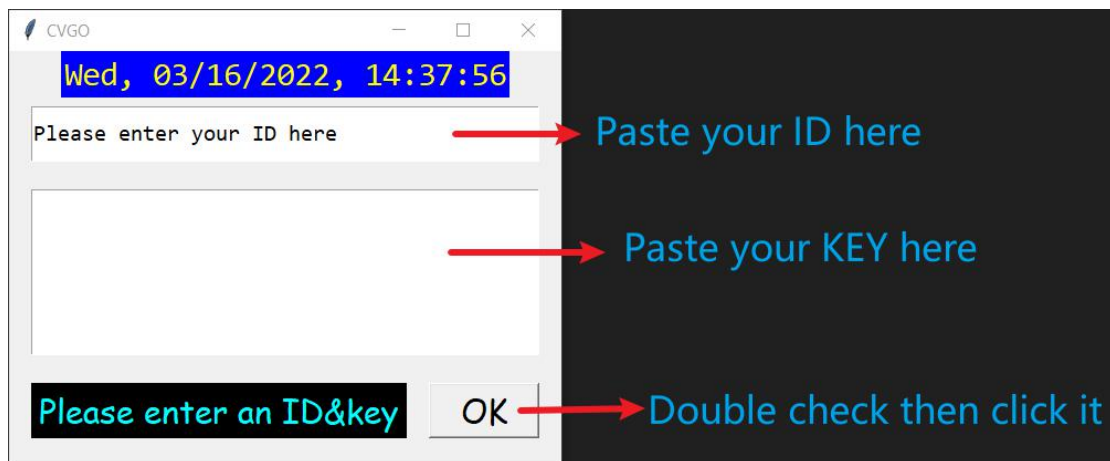 CVGO
Wed, 03/16/2022, 14:37:56
Please enter your ID here
Paste your ID here
Paste your KEY here
Please enter an ID&key
OK
Double check then click it